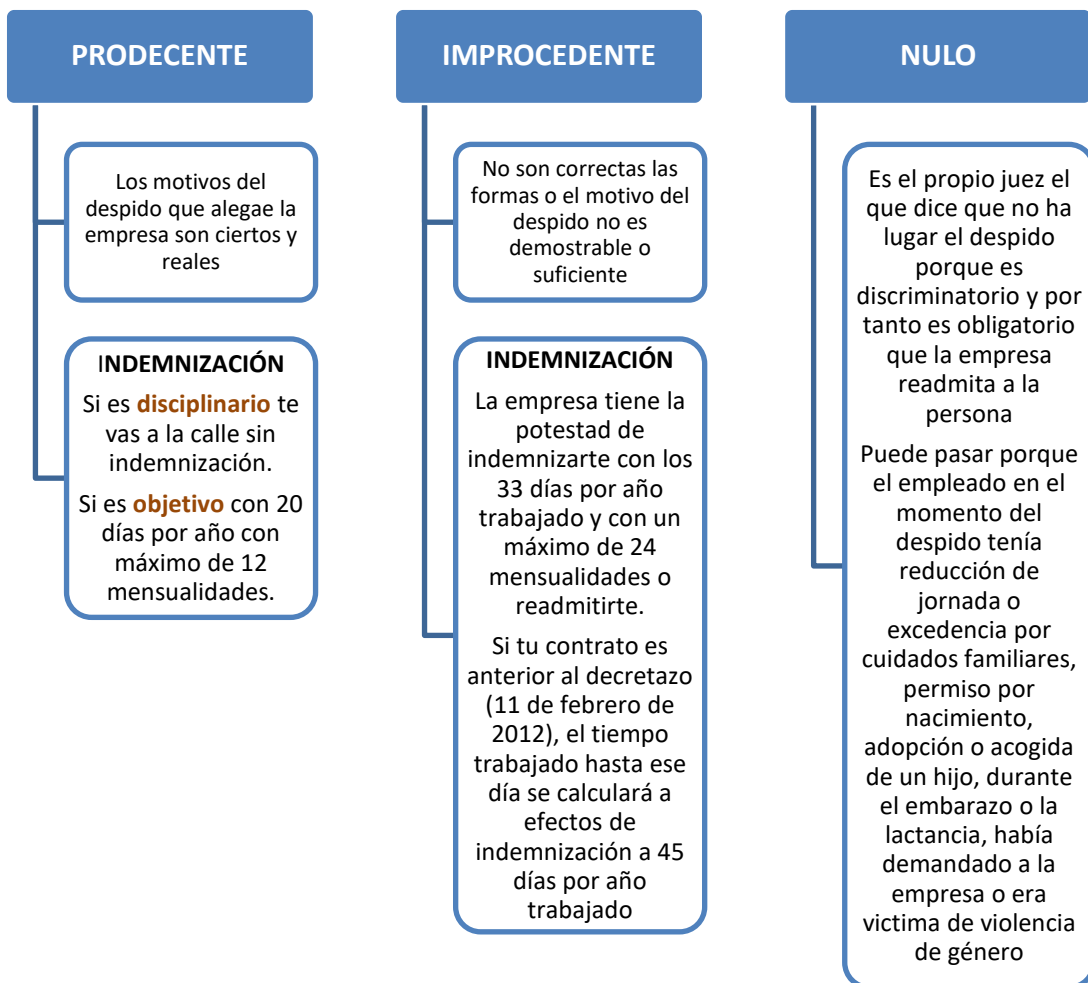 PRODECENTE
Los motivos del
despido que alegae la
empresa son ciertos y
reales
INDEMNIZACIÓN
Si es disciplinario te
vas a la calle sin
indemnización.
Si es objetivo con 20
días por año con
máximo de 12
mensualidades.
IMPROCEDENTE
No son correctas las
formas o el motivo del
despido no es
demostrable o
suficiente
INDEMNIZACIÓN
La empresa tiene la
potestad de
indemnizarte con los
33 días por año
trabajado y con un
máximo de 24
mensualidades o
readmitirte.
Si tu contrato es
anterior al decretazo
(11 de febrero de
2012), el tiempo
trabajado hasta ese
día se calculará a
efectos de
indemnización a 45
días por año
trabajado
NULO
Es el propio juez el
que dice que no ha
lugar el despido
porque es
discriminatorio y por
tanto es obligatorio
que la empresa
readmita a la
persona
Puede pasar porque
el empleado en el
momento del
despido tenía
reducción de
jornada o
excedencia por
cuidados familiares,
permiso por
nacimiento,
adopción o acogida
de un hijo, durante
el embarazo o la
lactancia, había
demandado a la
empresa o era
victima de violencia
de género